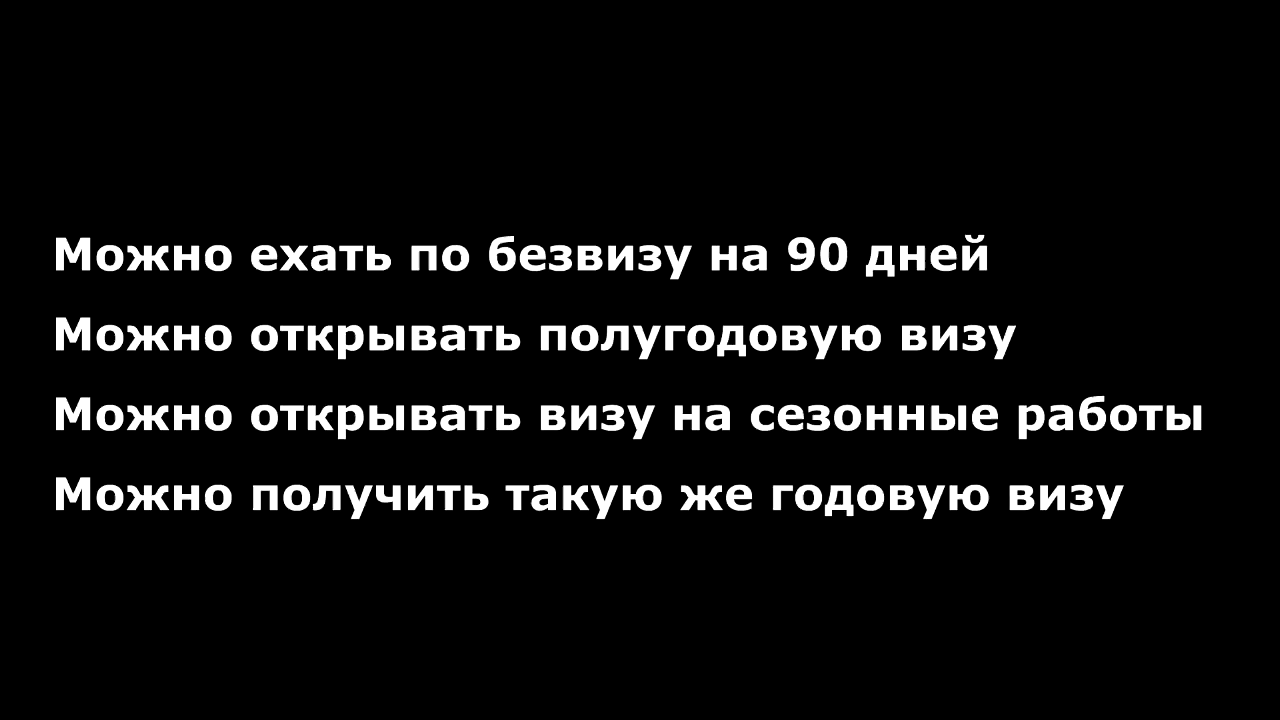 Можно ехать по безвизу на 90 дней
Можно открывать полугодовую визу
Можно открывать визу на сезонные работы
Можно получить такую же годовую визу